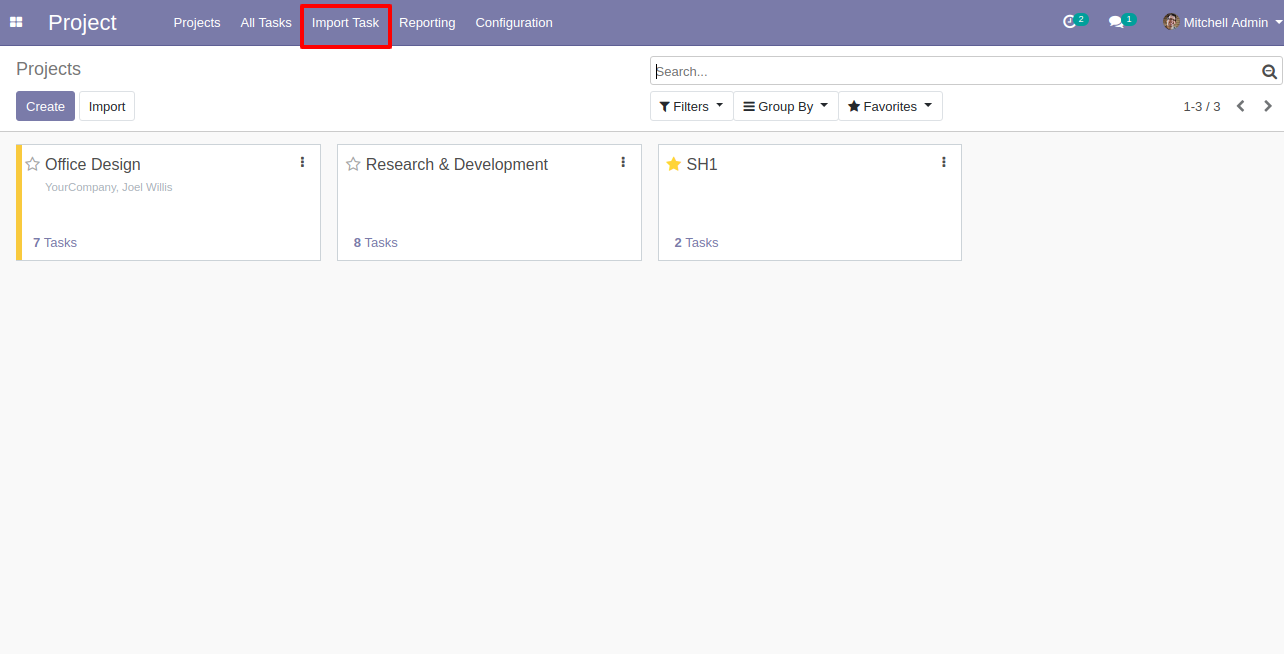 Project Projects All Tasks Import Task Reporting Configuration 2 1 Mitchell Admin
Projects
Search...
Create Import Filters Group By Favorites 1-3 / 3
Office Design
YourCompany, Joel Willis
7 Tasks
Research & Development
8 Tasks
SH1
2 Tasks